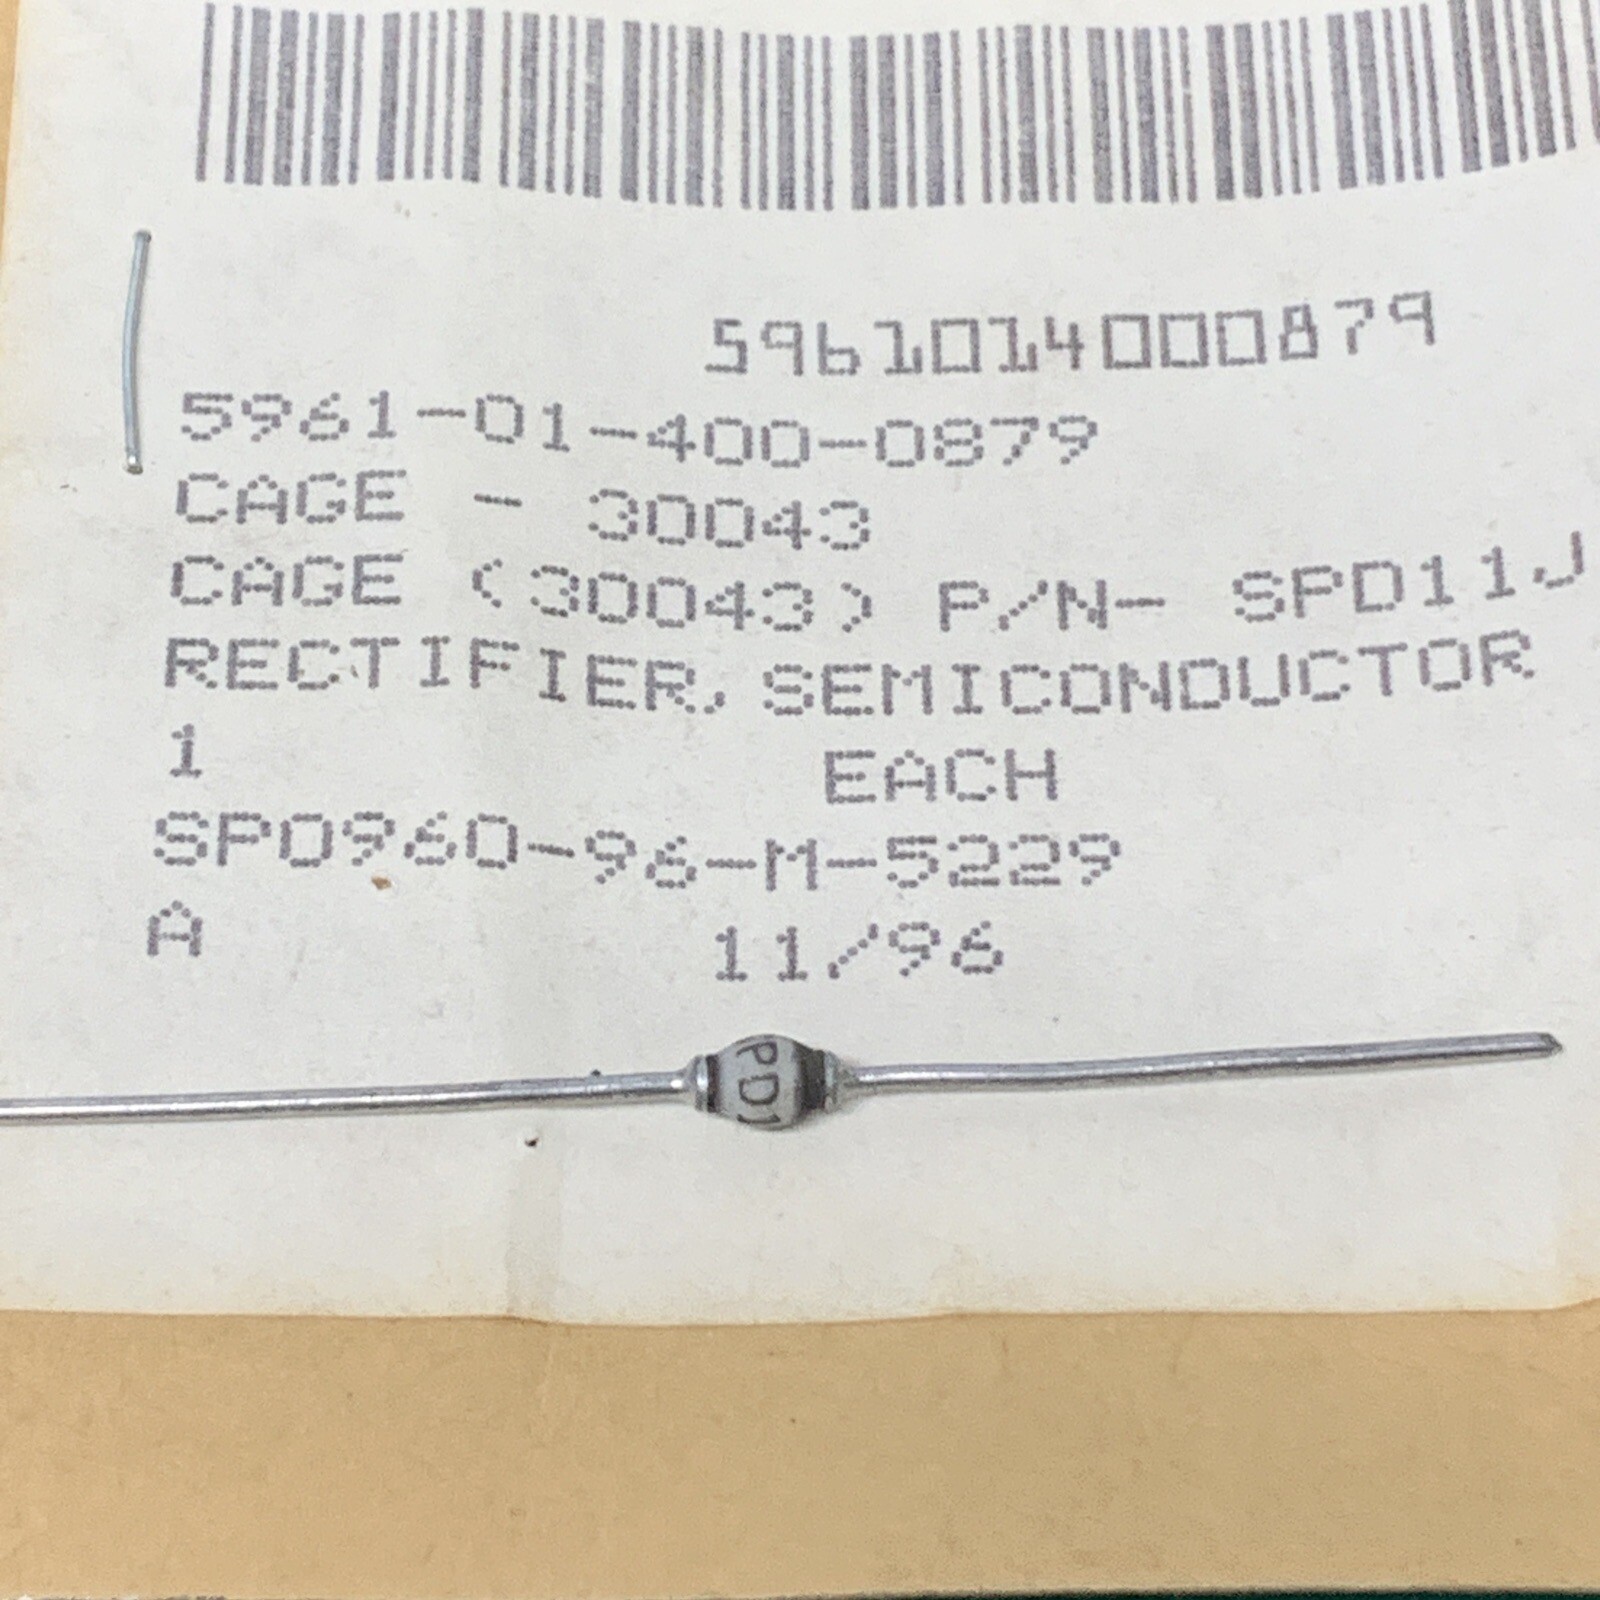 5961014000879
5961-01-400-0879
CAGE - 30043
CAGE (30043) P/N- SPD11J
RECTIFIER, SEMICONDUCTOR
1 EACH
SP0960-96-M-5229
A 11/96
PD1